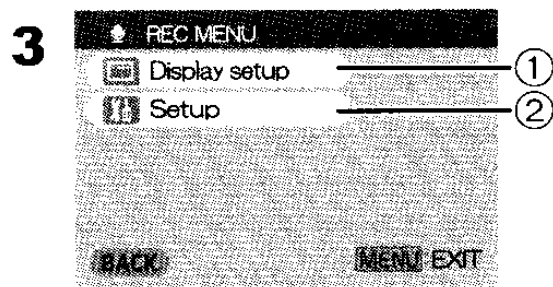 3
REC MENU
Display setup ①
Setup ②
BACK MENU EXIT